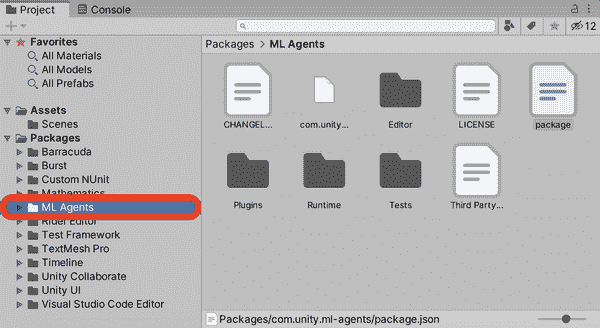 Project
Console
12
Favorites
All Materials
All Models
All Prefabs
Assets
Scenes
Packages
Barracuda
Burst
Custom NUnit
Mathematics
ML Agents
Rider Editor
Test Framework
TextMesh Pro
Timeline
Unity Collaborate
Unity UI
Visual Studio Code Editor
Packages > ML Agents
CHANGEL... com.unity... Editor LICENSE package
Plugins Runtime Tests Third Party...
Packages/com.unity.ml-agents/package.json